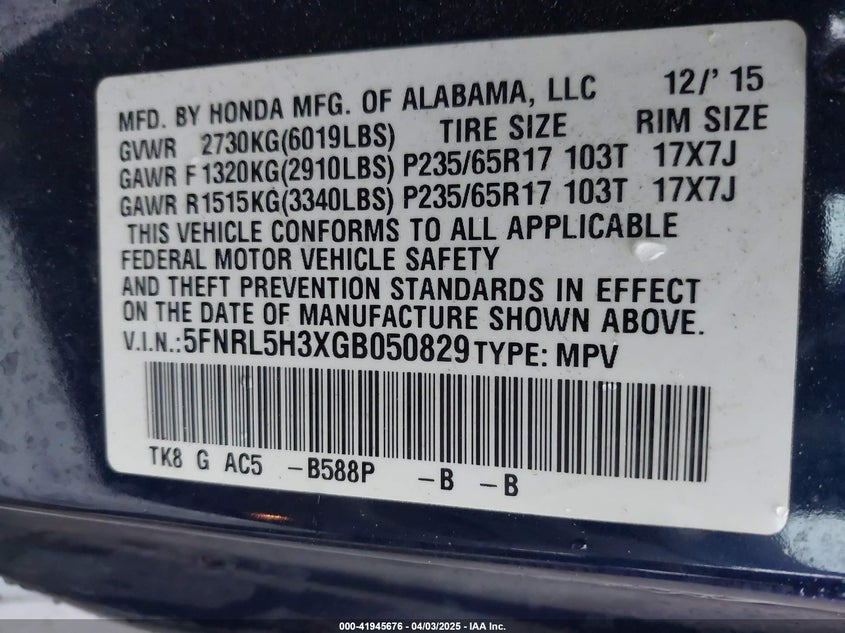 MFD. BY HONDA MFG. OF ALABAMA, LLC 12/' 15
GVWR 2730KG(6019LBS) TIRE SIZE RIM SIZE
GAWR F 1320KG(2910LBS) P235/65R17 103T 17X7J
GAWR R1515KG(3340LBS) P235/65R17 103T 17X7J
THIS VEHICLE CONFORMS TO ALL APPLICABLE
FEDERAL MOTOR VEHICLE SAFETY
AND THEFT PREVENTION STANDARDS IN EFFECT
ON THE DATE OF MANUFACTURE SHOWN ABOVE.
V.I.N.:5FNRL5H3XGB050829 TYPE: MPV
TK8 G AC5 -B588P -B -B
000-41945676 | 04/03/2025 | IAA Inc.